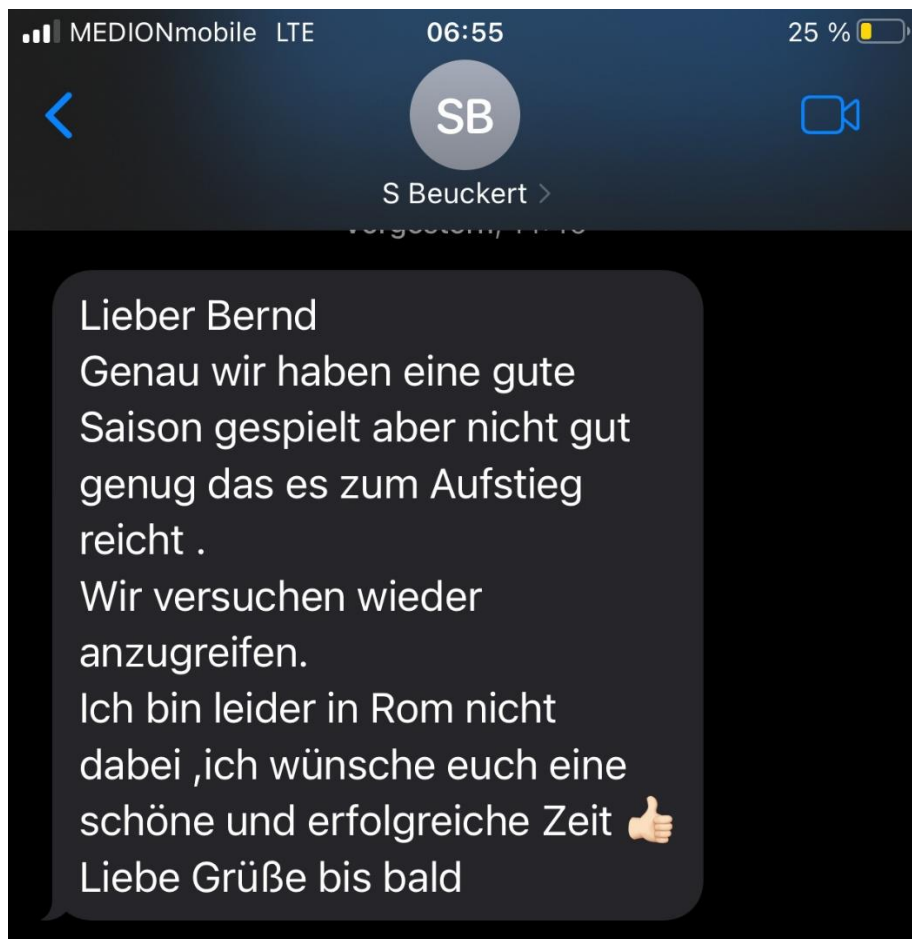 MEDIONmobile LTE 06:55 25 %
SB
S Beuckert
Lieber Bernd
Genau wir haben eine gute
Saison gespielt aber nicht gut
genug das es zum Aufstieg
reicht .
Wir versuchen wieder
anzugreifen.
Ich bin leider in Rom nicht
dabei ,ich wünsche euch eine
schöne und erfolgreiche Zeit 👍🏻
Liebe Grüße bis bald